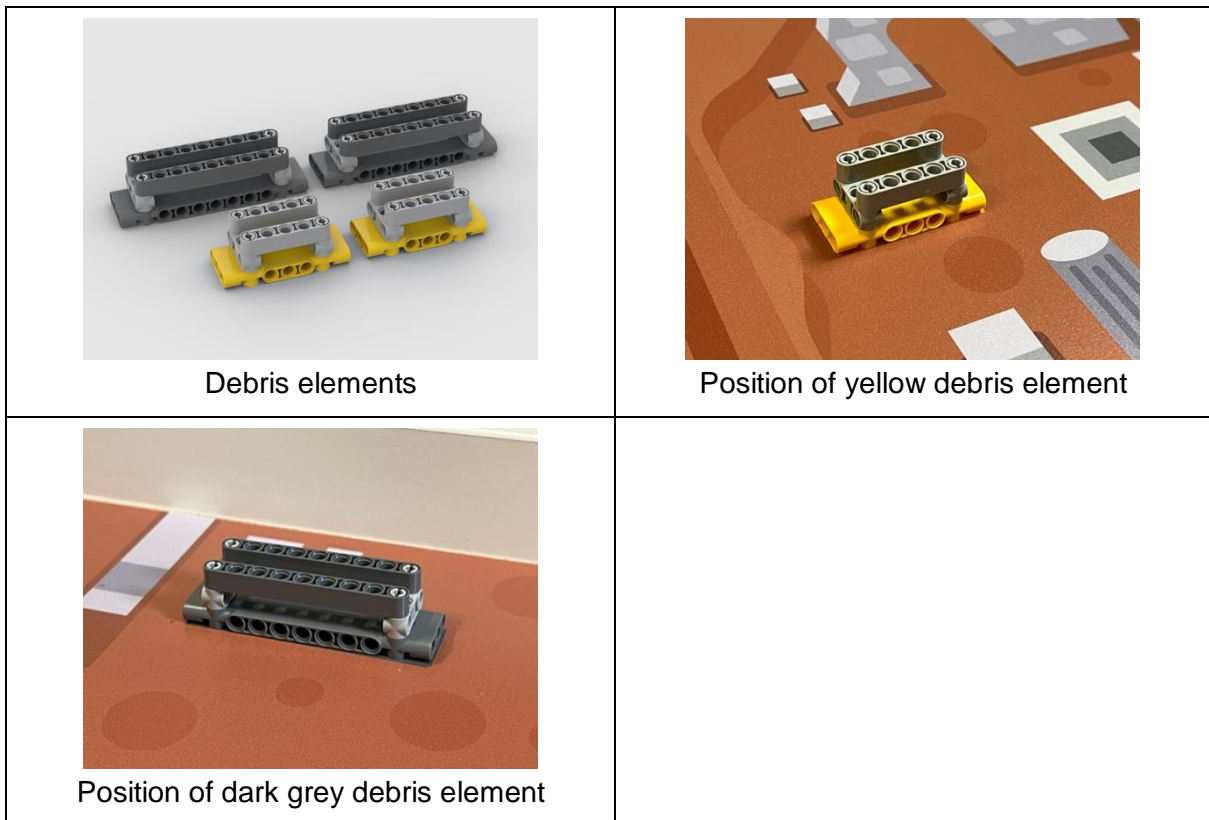 Debris elements
Position of yellow debris element
Position of dark grey debris element